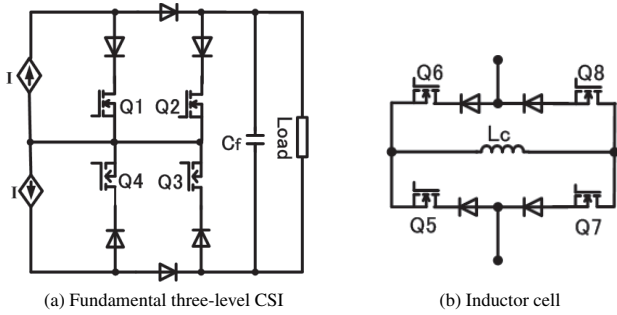 I
Q1
Q2
Cf
Load
I
Q4
Q3
(a) Fundamental three-level CSI
Q6
Q8
Lc
Q5
Q7
(b) Inductor cell